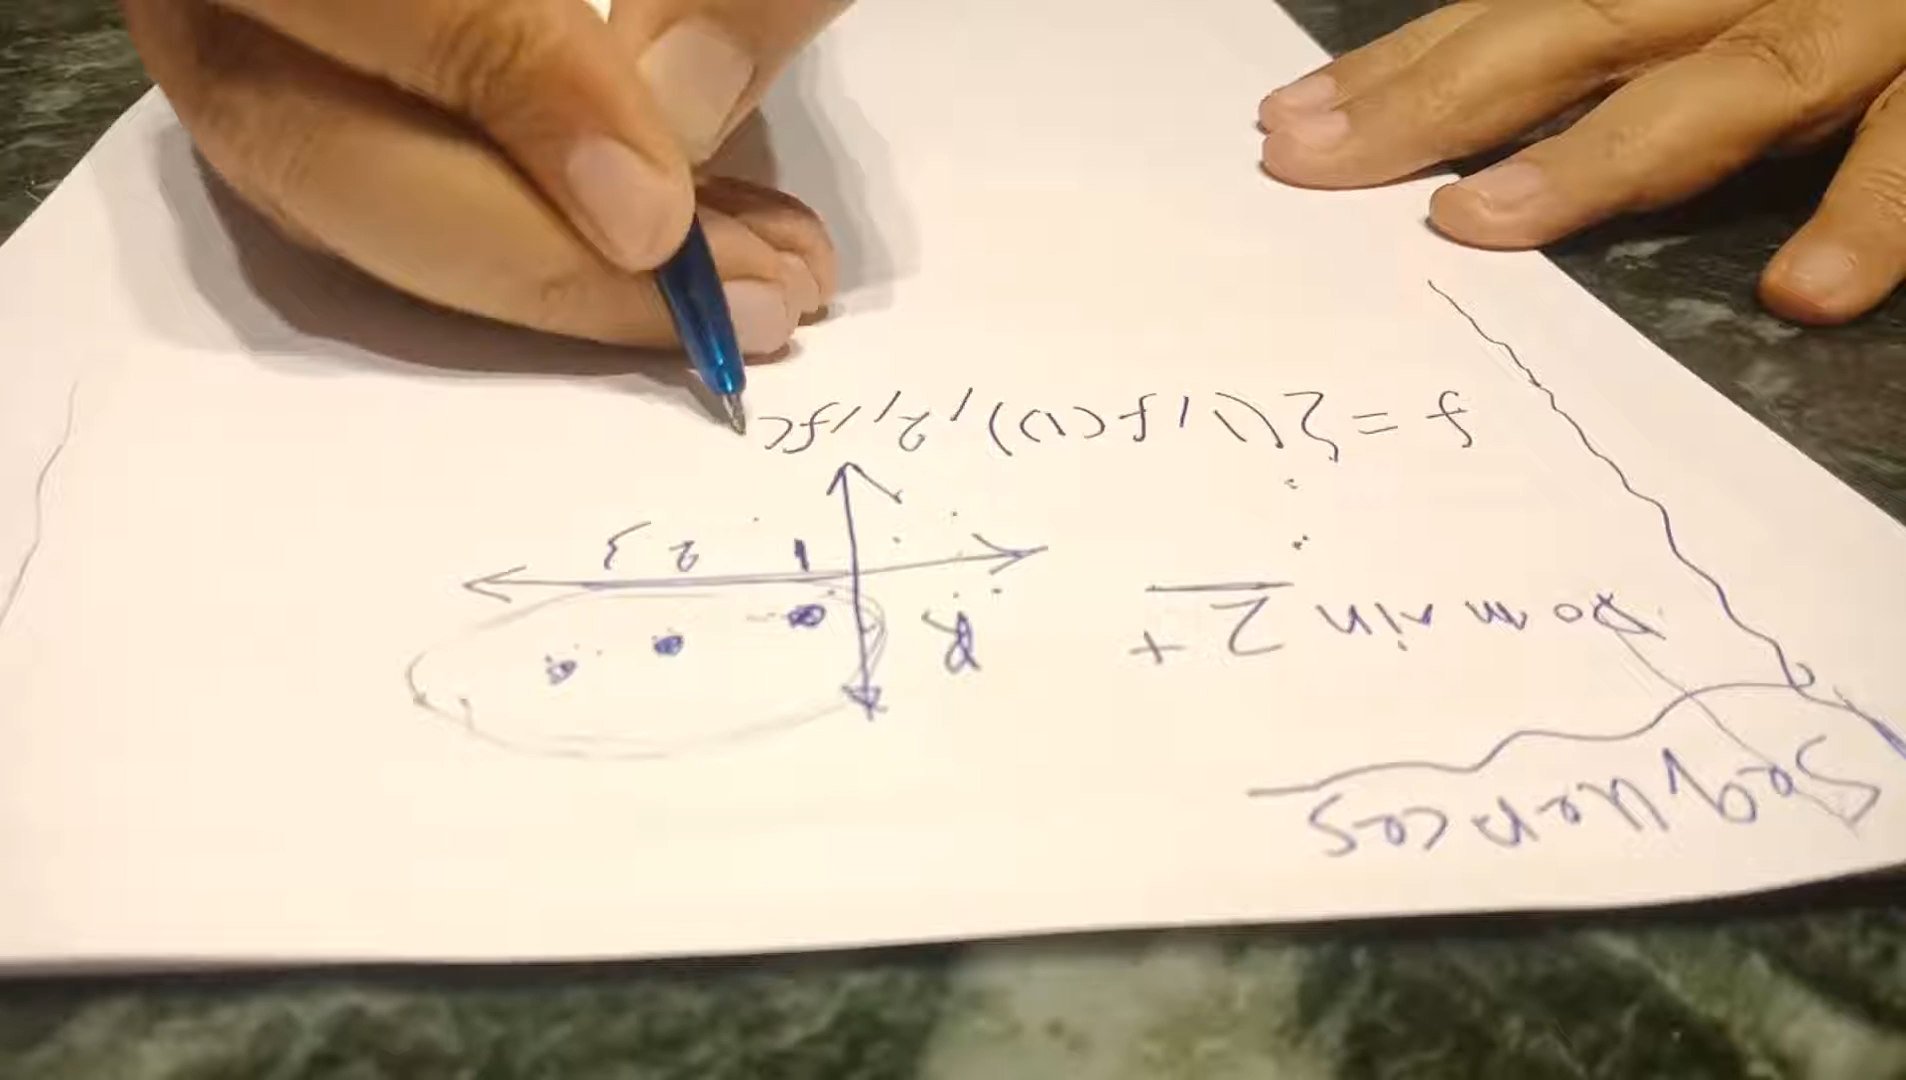 Sequences
Domain Z+
R
1 2 3
f = {(1, f(1)), 2, f(